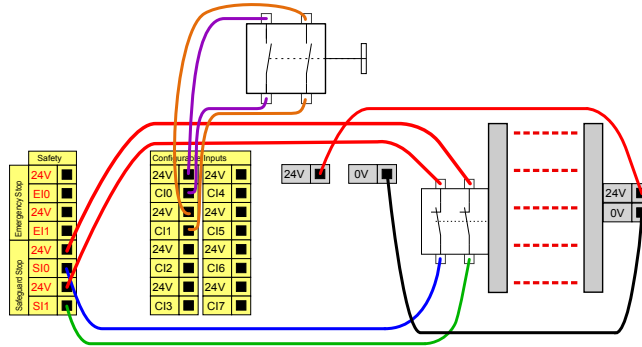 Safety
Emergency Stop
24V
EI0
24V
EI1
Safeguard Stop
24V
SI0
24V
SI1
Configurable Inputs
24V 24V
CI0 CI4
24V 24V
CI1 CI5
24V 24V
CI2 CI6
24V 24V
CI3 CI7
24V
0V
24V
0V